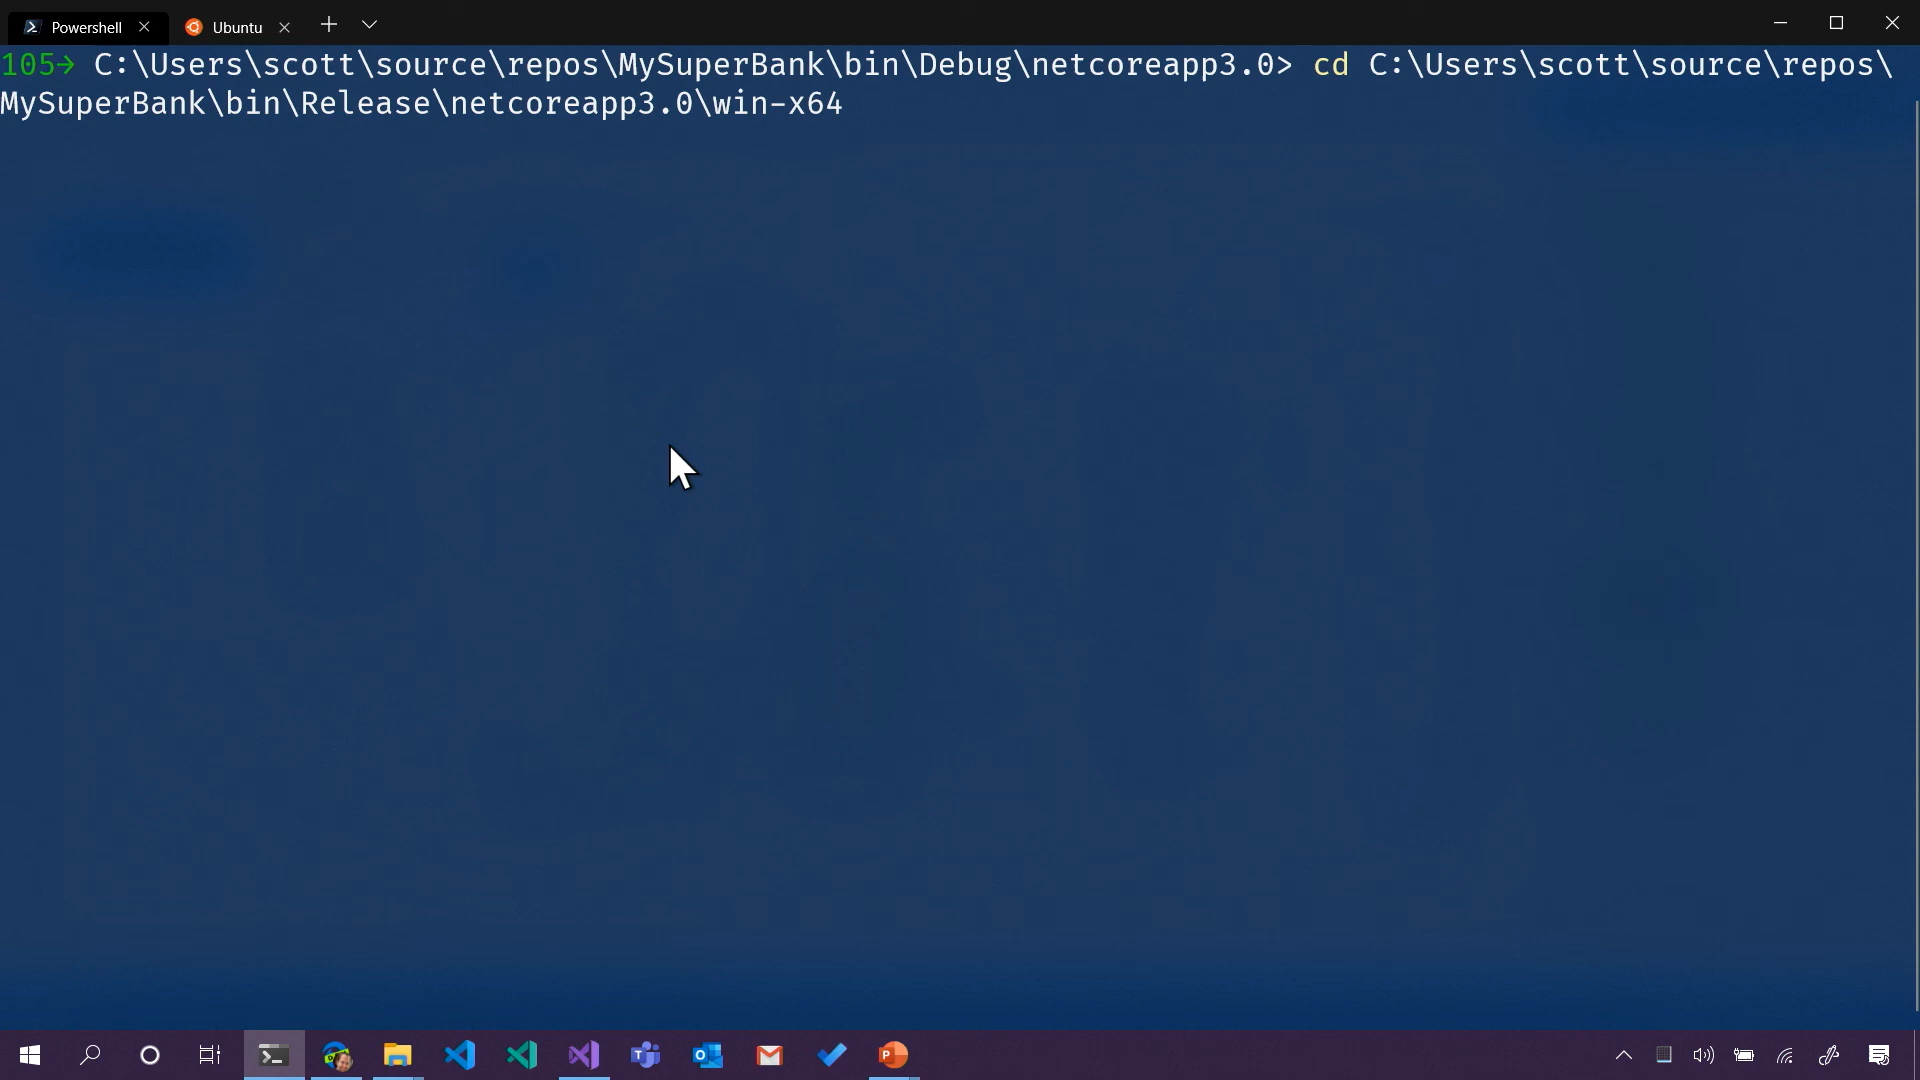 Powershell
Ubuntu
105→ C:\Users\scott\source\repos\MySuperBank\bin\Debug\netcoreapp3.0> cd C:\Users\scott\source\repos\
MySuperBank\bin\Release\netcoreapp3.0\win-x64